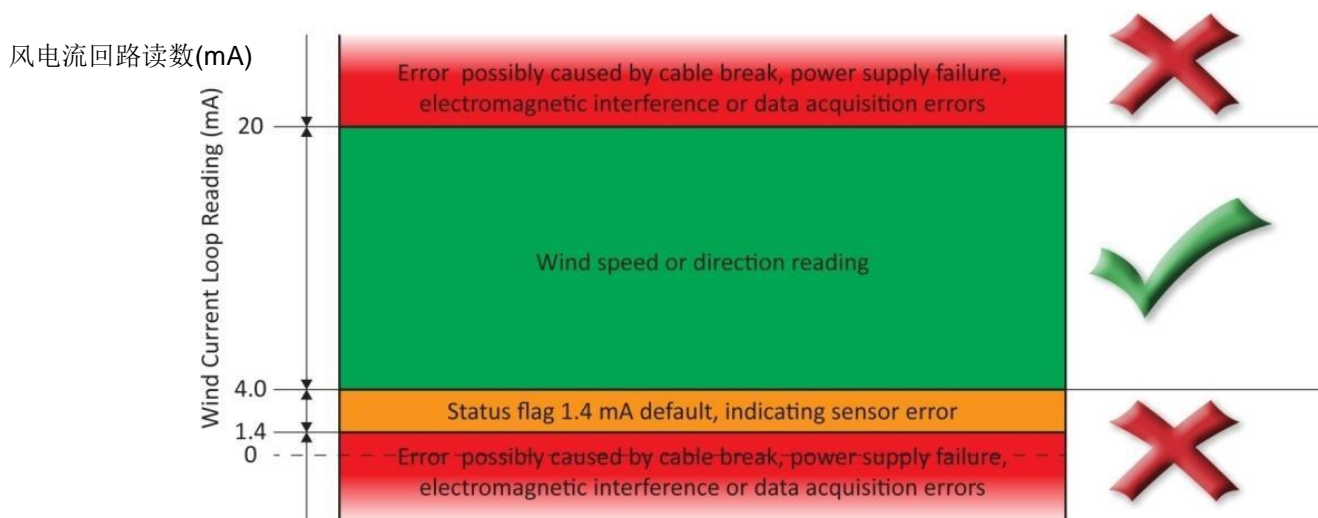 风电流回路读数(mA)
Error possibly caused by cable break, power supply failure,
electromagnetic interference or data acquisition errors
Wind Current Loop Reading (mA)
20
Wind speed or direction reading
4.0
Status flag 1.4 mA default, indicating sensor error
1.4
0
Error possibly caused by cable break, power supply failure,
electromagnetic interference or data acquisition errors